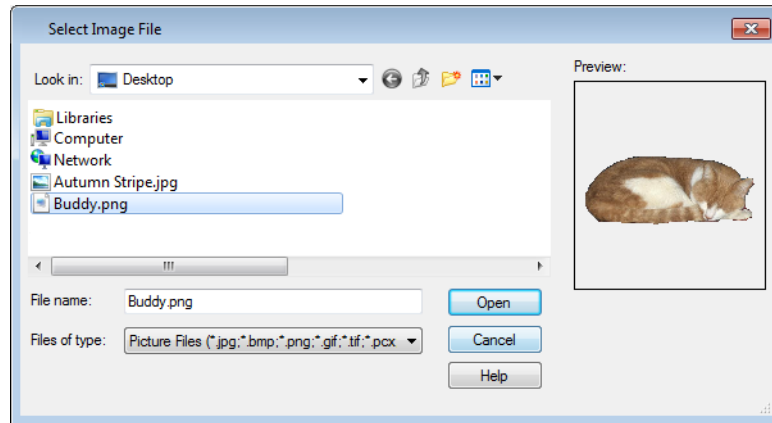 Select Image File
Look in: Desktop
Preview:
Libraries
Computer
Network
Autumn Stripe.jpg
Buddy.png
File name: Buddy.png Open
Files of type: Picture Files (*.jpg;*.bmp;*.png;*.gif;*.tif;*.pcx Cancel
Help